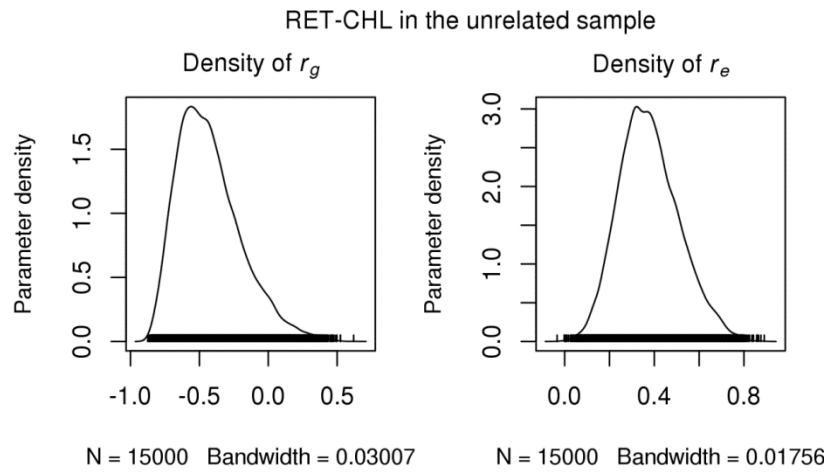 RET-CHL in the unrelated sample
Density of r_g
Parameter density
0.0
0.5
1.0
1.5
-1.0
-0.5
0.0
0.5
N = 15000 Bandwidth = 0.03007
Density of r_e
Parameter density
0.0
1.0
2.0
3.0
0.0
0.4
0.8
N = 15000 Bandwidth = 0.01756